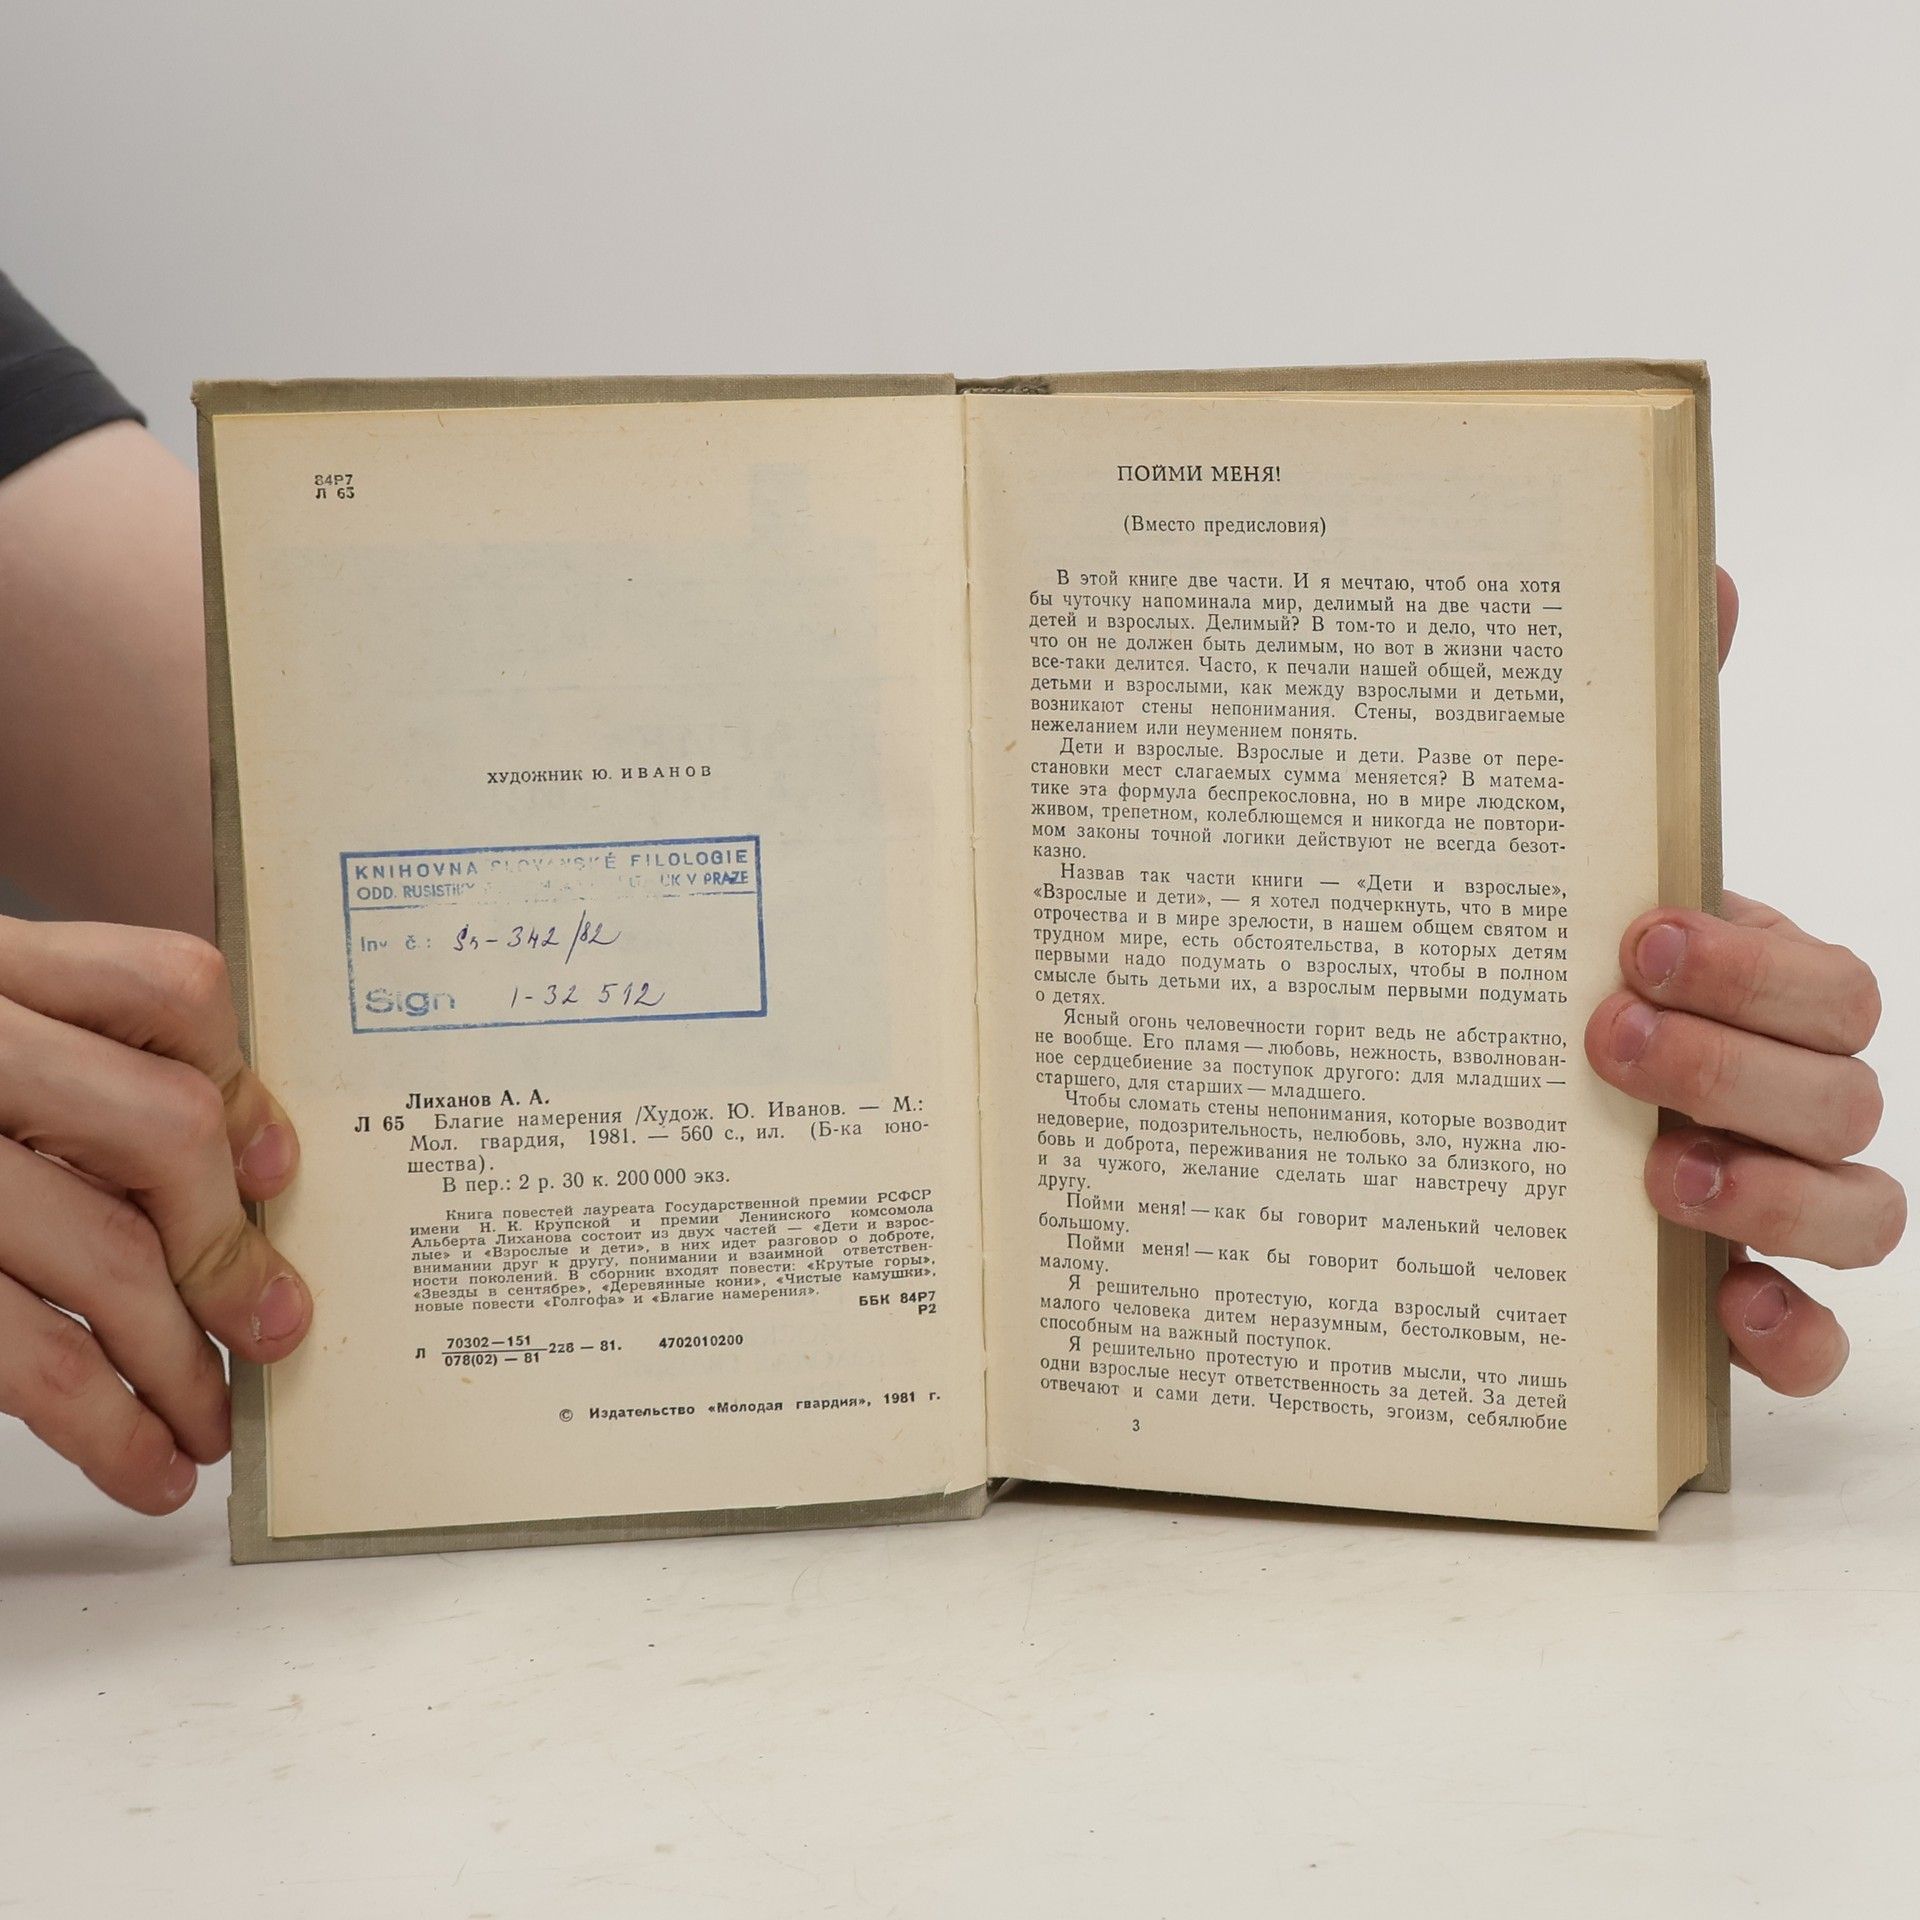 84Р7
Л 65
ХУДОЖНИК Ю. ИВАНОВ
KNIHOVNA SLOVANSKÉ FILOLOGIE
ODD. RUSISTIKY UK V PRAZE
Inv č.: Sn-342/82
Sign 1-32 512
Лиханов А. А.
Л 65 Благие намерения /Худож. Ю. Иванов. — М.:
Мол. гвардия, 1981. — 560 с., ил. (Б-ка юно-
шества).
В пер.: 2 р. 30 к. 200 000 экз.
Книга повестей лауреата Государственной премии РСФСР
имени Н. К. Крупской и премии Ленинского комсомола
Альберта Лиханова состоит из двух частей — «Дети и взрос-
лые» и «Взрослые и дети», в них идет разговор о доброте,
внимании друг к другу, понимании и взаимной ответствен-
ности поколений. В сборник входят повести: «Крутые горы»,
«Звезды в сентябре», «Деревянные кони», «Чистые камушки»,
новые повести «Голгофа» и «Благие намерения».
ББК 84Р7
Р2
Л 70302—151
078(02) — 81 228 — 81. 4702010200
© Издательство «Молодая гвардия», 1981 г.
ПОЙМИ МЕНЯ!
(Вместо предисловия)
В этой книге две части. И я мечтаю, чтоб она хотя
бы чуточку напоминала мир, делимый на две части —
детей и взрослых. Делимый? В том-то и дело, что нет,
что он не должен быть делимым, но вот в жизни часто
все-таки делится. Часто, к печали нашей общей, между
детьми и взрослыми, как между взрослыми и детьми,
возникают стены непонимания. Стены, воздвигаемые
нежеланием или неумением понять.
Дети и взрослые. Взрослые и дети. Разве от пере-
становки мест слагаемых сумма меняется? В матема-
тике эта формула беспрекословна, но в мире людском,
живом, трепетном, колеблющемся и никогда не повтори-
мом законы точной логики действуют не всегда безот-
казно.
Назвав так части книги — «Дети и взрослые»,
«Взрослые и дети», — я хотел подчеркнуть, что в мире
отрочества и в мире зрелости, в нашем общем святом и
трудном мире, есть обстоятельства, в которых детям
первыми надо подумать о взрослых, чтобы в полном
смысле быть детьми их, а взрослым первыми подумать
о детях.
Ясный огонь человечности горит ведь не абстрактно,
не вообще. Его пламя — любовь, нежность, взволнован-
ное сердцебиение за поступок другого: для младших —
старшего, для старших — младшего.
Чтобы сломать стены непонимания, которые возводит
недоверие, подозрительность, нелюбовь, зло, нужна лю-
бовь и доброта, переживания не только за близкого, но
и за чужого, желание сделать шаг навстречу друг
другу.
Пойми меня! — как бы говорит маленький человек
большому.
Пойми меня! — как бы говорит большой человек
малому.
Я решительно протестую, когда взрослый считает
малого человека дитем неразумным, бестолковым, не-
способным на важный поступок.
Я решительно протестую и против мысли, что лишь
одни взрослые несут ответственность за детей. За детей
отвечают и сами дети. Черствость, эгоизм, себялюбие
3